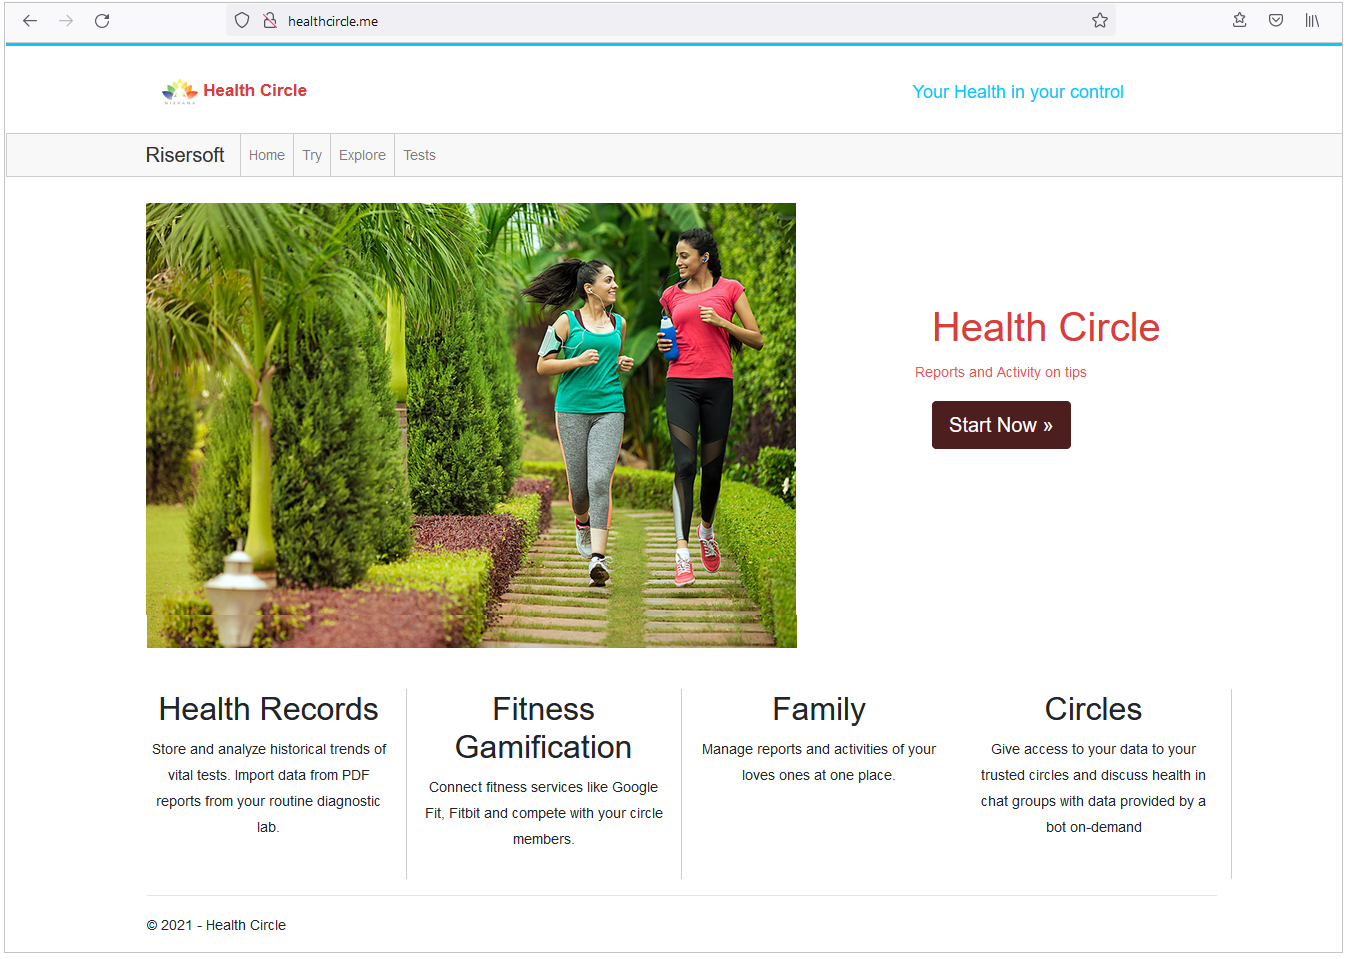 healthcircle.me
Health Circle
Your Health in your control
Risersoft
Home
Try
Explore
Tests
Health Circle
Reports and Activity on tips
Start Now »
Health Records
Store and analyze historical trends of
vital tests. Import data from PDF
reports from your routine diagnostic
lab.
Fitness
Gamification
Connect fitness services like Google
Fit, Fitbit and compete with your circle
members.
Family
Manage reports and activities of your
loves ones at one place.
Circles
Give access to your data to your
trusted circles and discuss health in
chat groups with data provided by a
bot on-demand
© 2021 - Health Circle